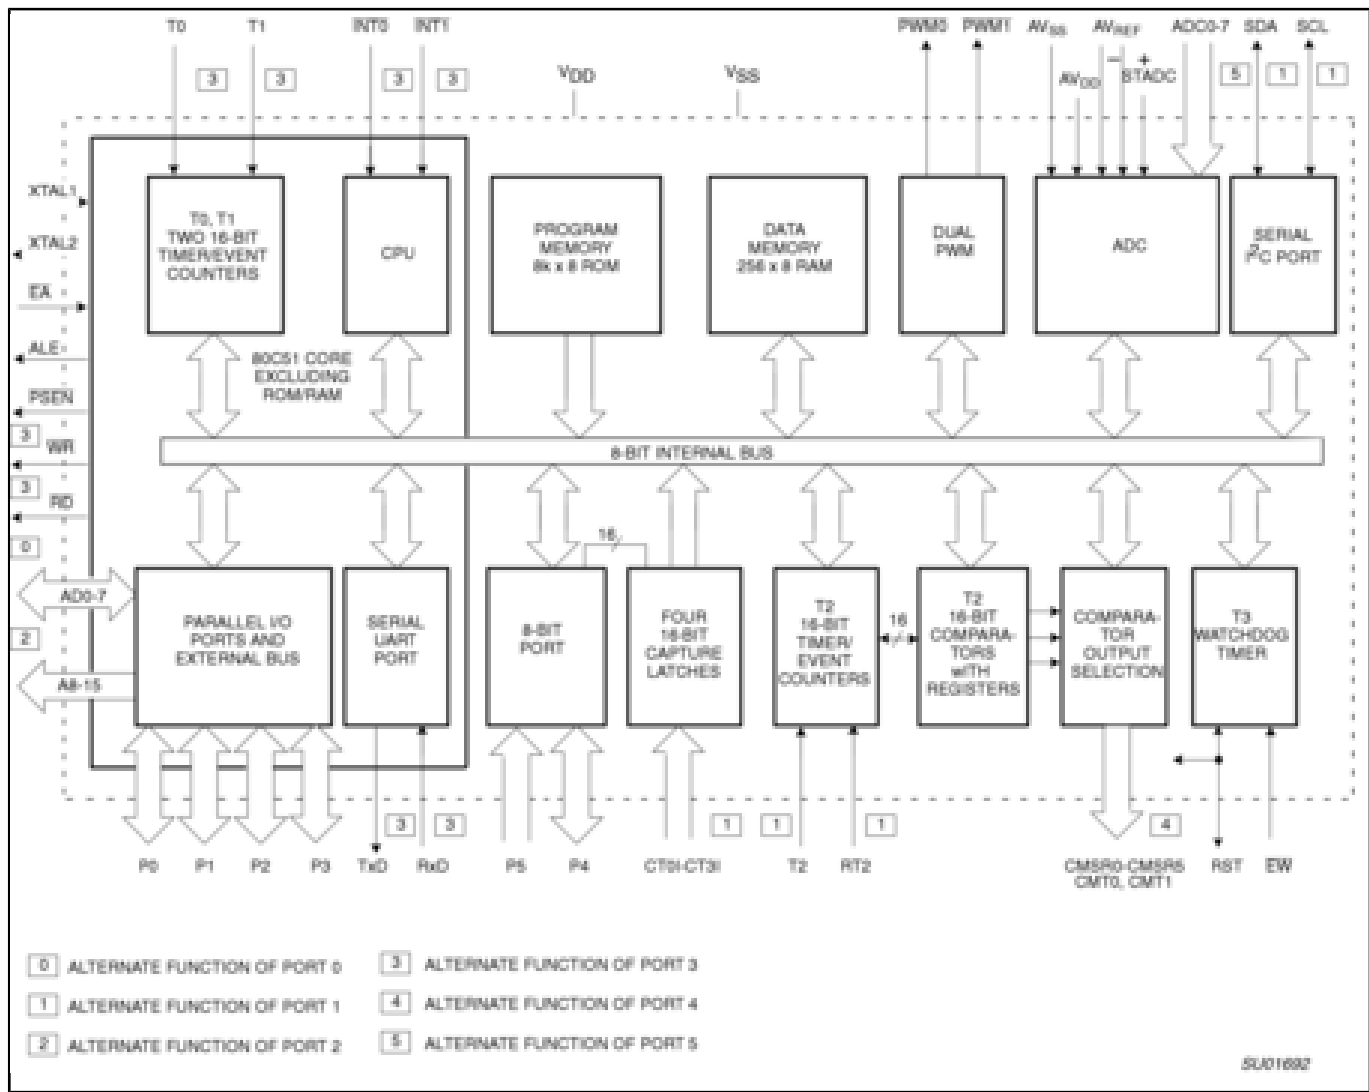 T0 T1 INT0 INT1 PWM0 PWM1 AVSS AVREF ADC0-7 SDA SCL
− +
3 3 3 3 VDD VSS AVDD STADC 5 1 1
XTAL1
XTAL2
EA
ALE
PSEN
3
WR
3
RD
0
AD0-7
2
A8-15
T0, T1
TWO 16-BIT
TIMER/EVENT
COUNTERS
CPU
PROGRAM
MEMORY
8k x 8 ROM
DATA
MEMORY
256 x 8 RAM
DUAL
PWM
ADC
SERIAL
I2C PORT
80C51 CORE
EXCLUDING
ROM/RAM
8-BIT INTERNAL BUS
PARALLEL I/O
PORTS AND
EXTERNAL BUS
SERIAL
UART
PORT
8-BIT
PORT
16
FOUR
16-BIT
CAPTURE
LATCHES
T2
16-BIT
TIMER/
EVENT
COUNTERS
16
T2
16-BIT
COMPARA-
TORS
wITH
REGISTERS
COMPARA-
TOR
OUTPUT
SELECTION
T3
WATCHDOG
TIMER
3 3 1 1 1 4
P0 P1 P2 P3 TxD RxD P5 P4 CT0I-CT3I T2 RT2 CMSR0-CMSR5 RST EW
CMT0, CMT1
0 ALTERNATE FUNCTION OF PORT 0
1 ALTERNATE FUNCTION OF PORT 1
2 ALTERNATE FUNCTION OF PORT 2
3 ALTERNATE FUNCTION OF PORT 3
4 ALTERNATE FUNCTION OF PORT 4
5 ALTERNATE FUNCTION OF PORT 5
SU01692